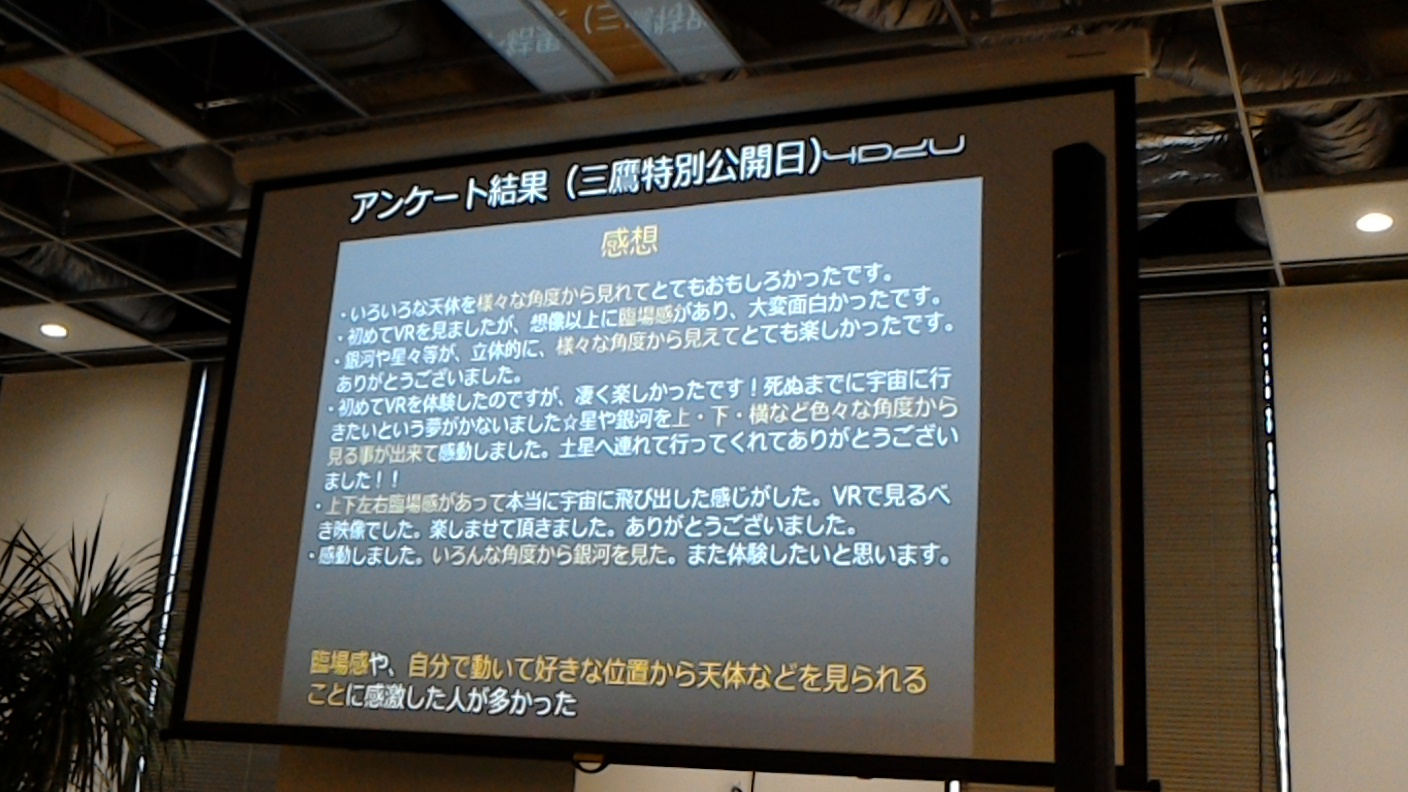 アンケート結果（三鷹特別公開日）4D2U
感想
・いろいろな天体を様々な角度から見れてとてもおもしろかったです。
・初めてVRを見ましたが、想像以上に臨場感があり、大変面白かったです。
・銀河や星々等が、立体的に、様々な角度から見えてとても楽しかったです。
ありがとうございました。
・初めてVRを体験したのですが、凄く楽しかったです！死ぬまでに宇宙に行
きたいという夢がかないました☆星や銀河を上・下・横など色々な角度から
見る事が出来て感動しました。土星へ連れて行ってくれてありがとうござい
ました！！
・上下左右臨場感があって本当に宇宙に飛び出した感じがした。VRで見るべ
き映像でした。楽しませて頂きました。ありがとうございました。
・感動しました。いろんな角度から銀河を見た。また体験したいと思います。
臨場感や、自分で動いて好きな位置から天体などを見られる
ことに感激した人が多かった